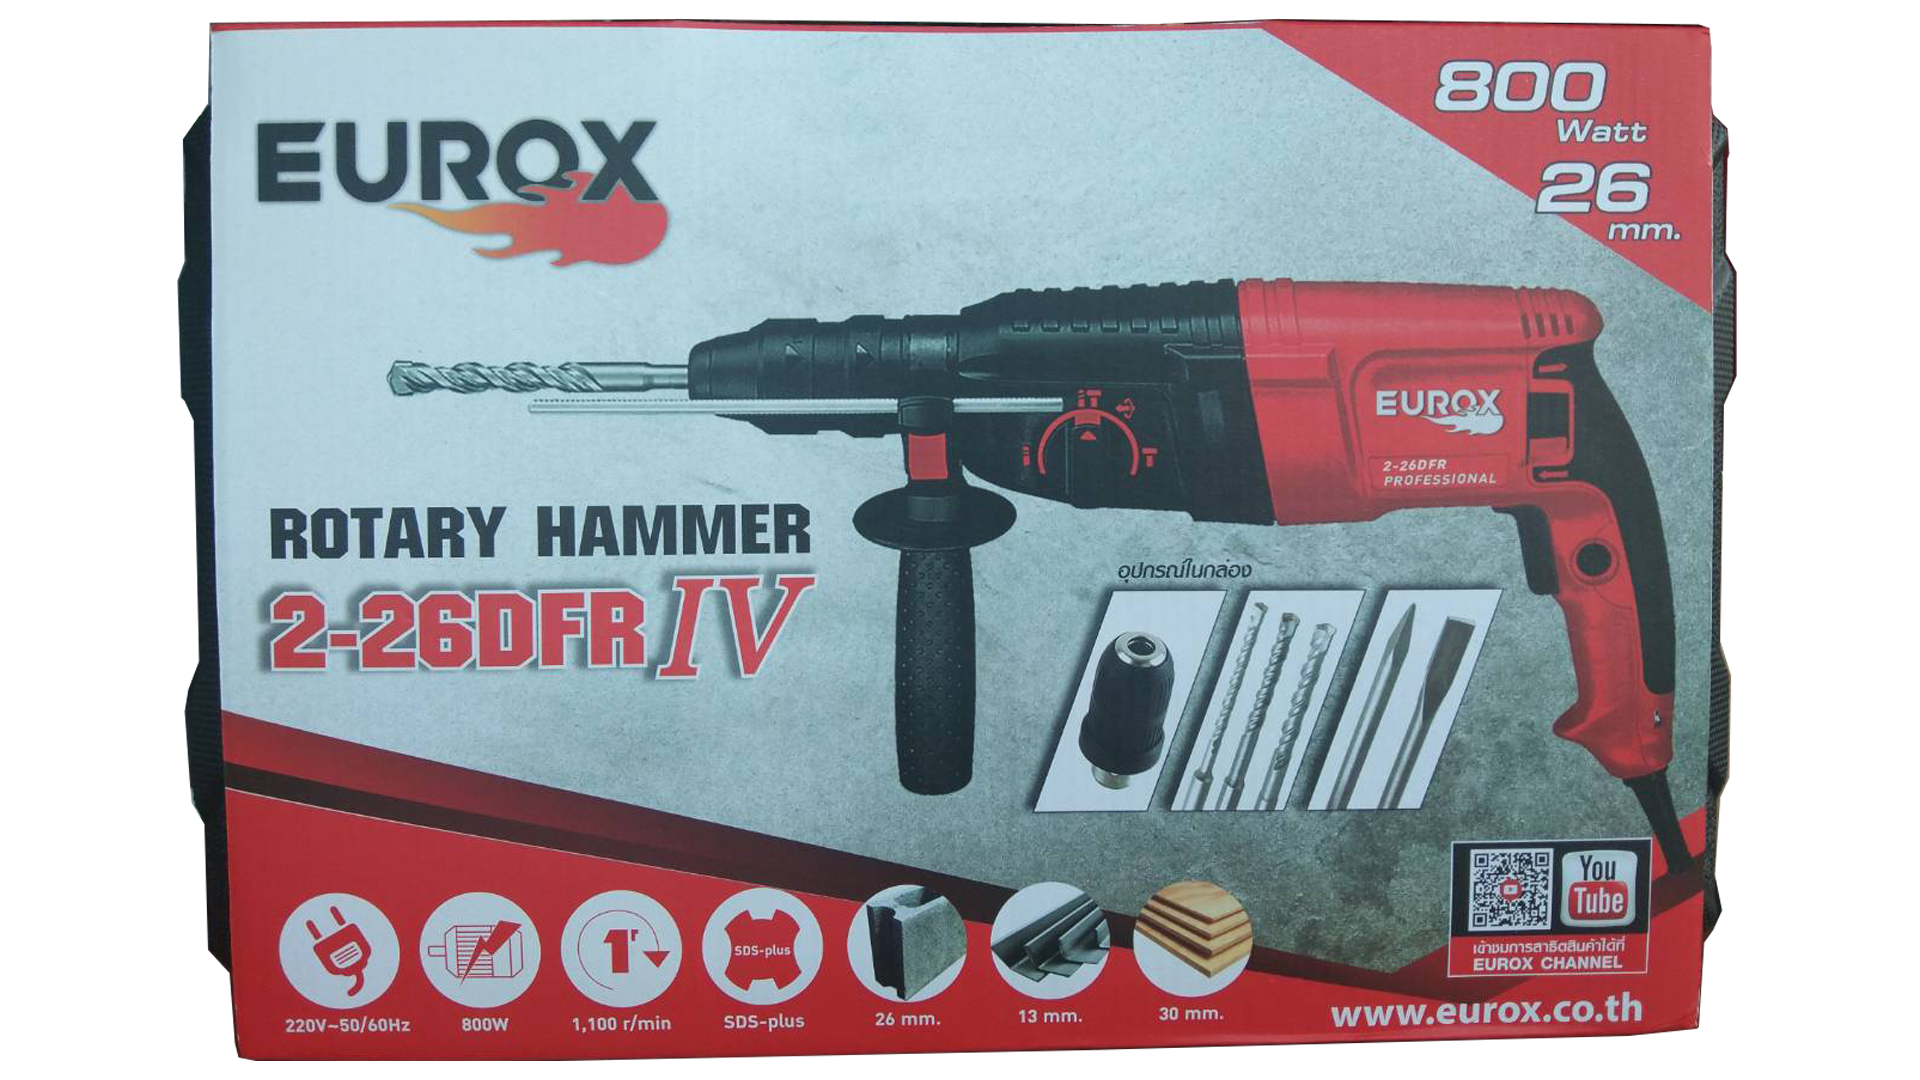 EUROX
800
Watt
26
mm.
EUROX
2-26DFR
PROFESSIONAL
ROTARY HAMMER
2-26DFR IV
อุปกรณ์ในกล่อง
You
Tube
เข้าชมการสาธิตสินค้าได้ที่
EUROX CHANNEL
1r
SDS-plus
220V~50/60Hz
800W
1,100 r/min
SDS-plus
26 mm.
13 mm.
30 mm.
www.eurox.co.th